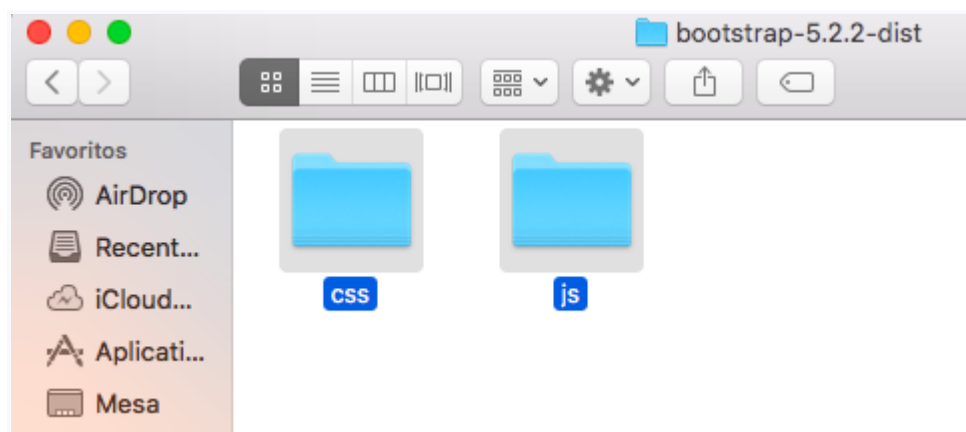 bootstrap-5.2.2-dist
Favoritos
AirDrop
Recent...
iCloud...
Aplicati...
Mesa
css
js